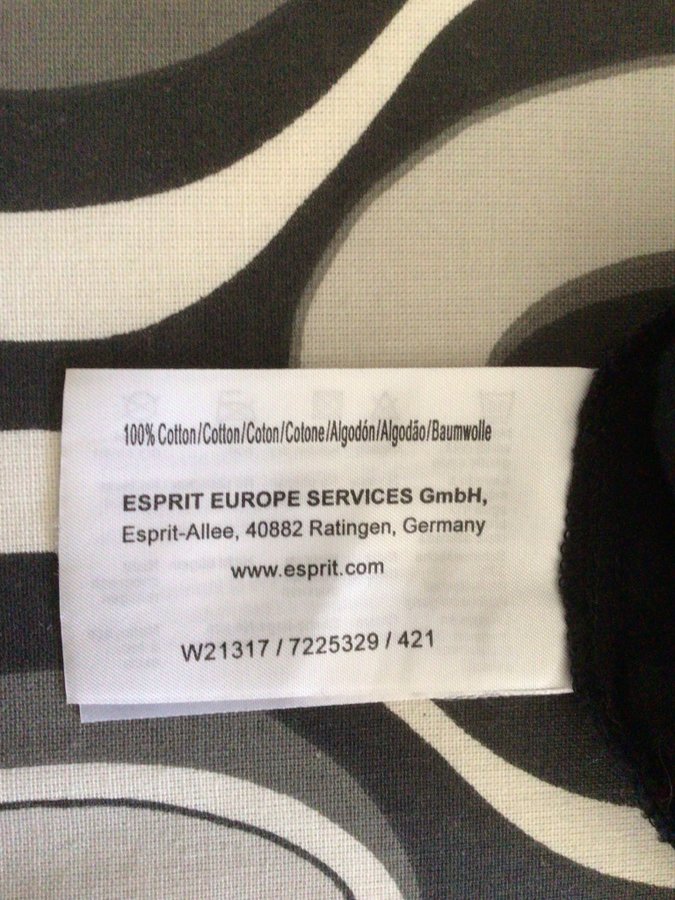 100% Cotton/Cotton/Coton/Cotone/Algodón/Algodão/Baumwolle
ESPRIT EUROPE SERVICES GmbH,
Esprit-Allee, 40882 Ratingen, Germany
www.esprit.com
W21317 / 7225329 / 421